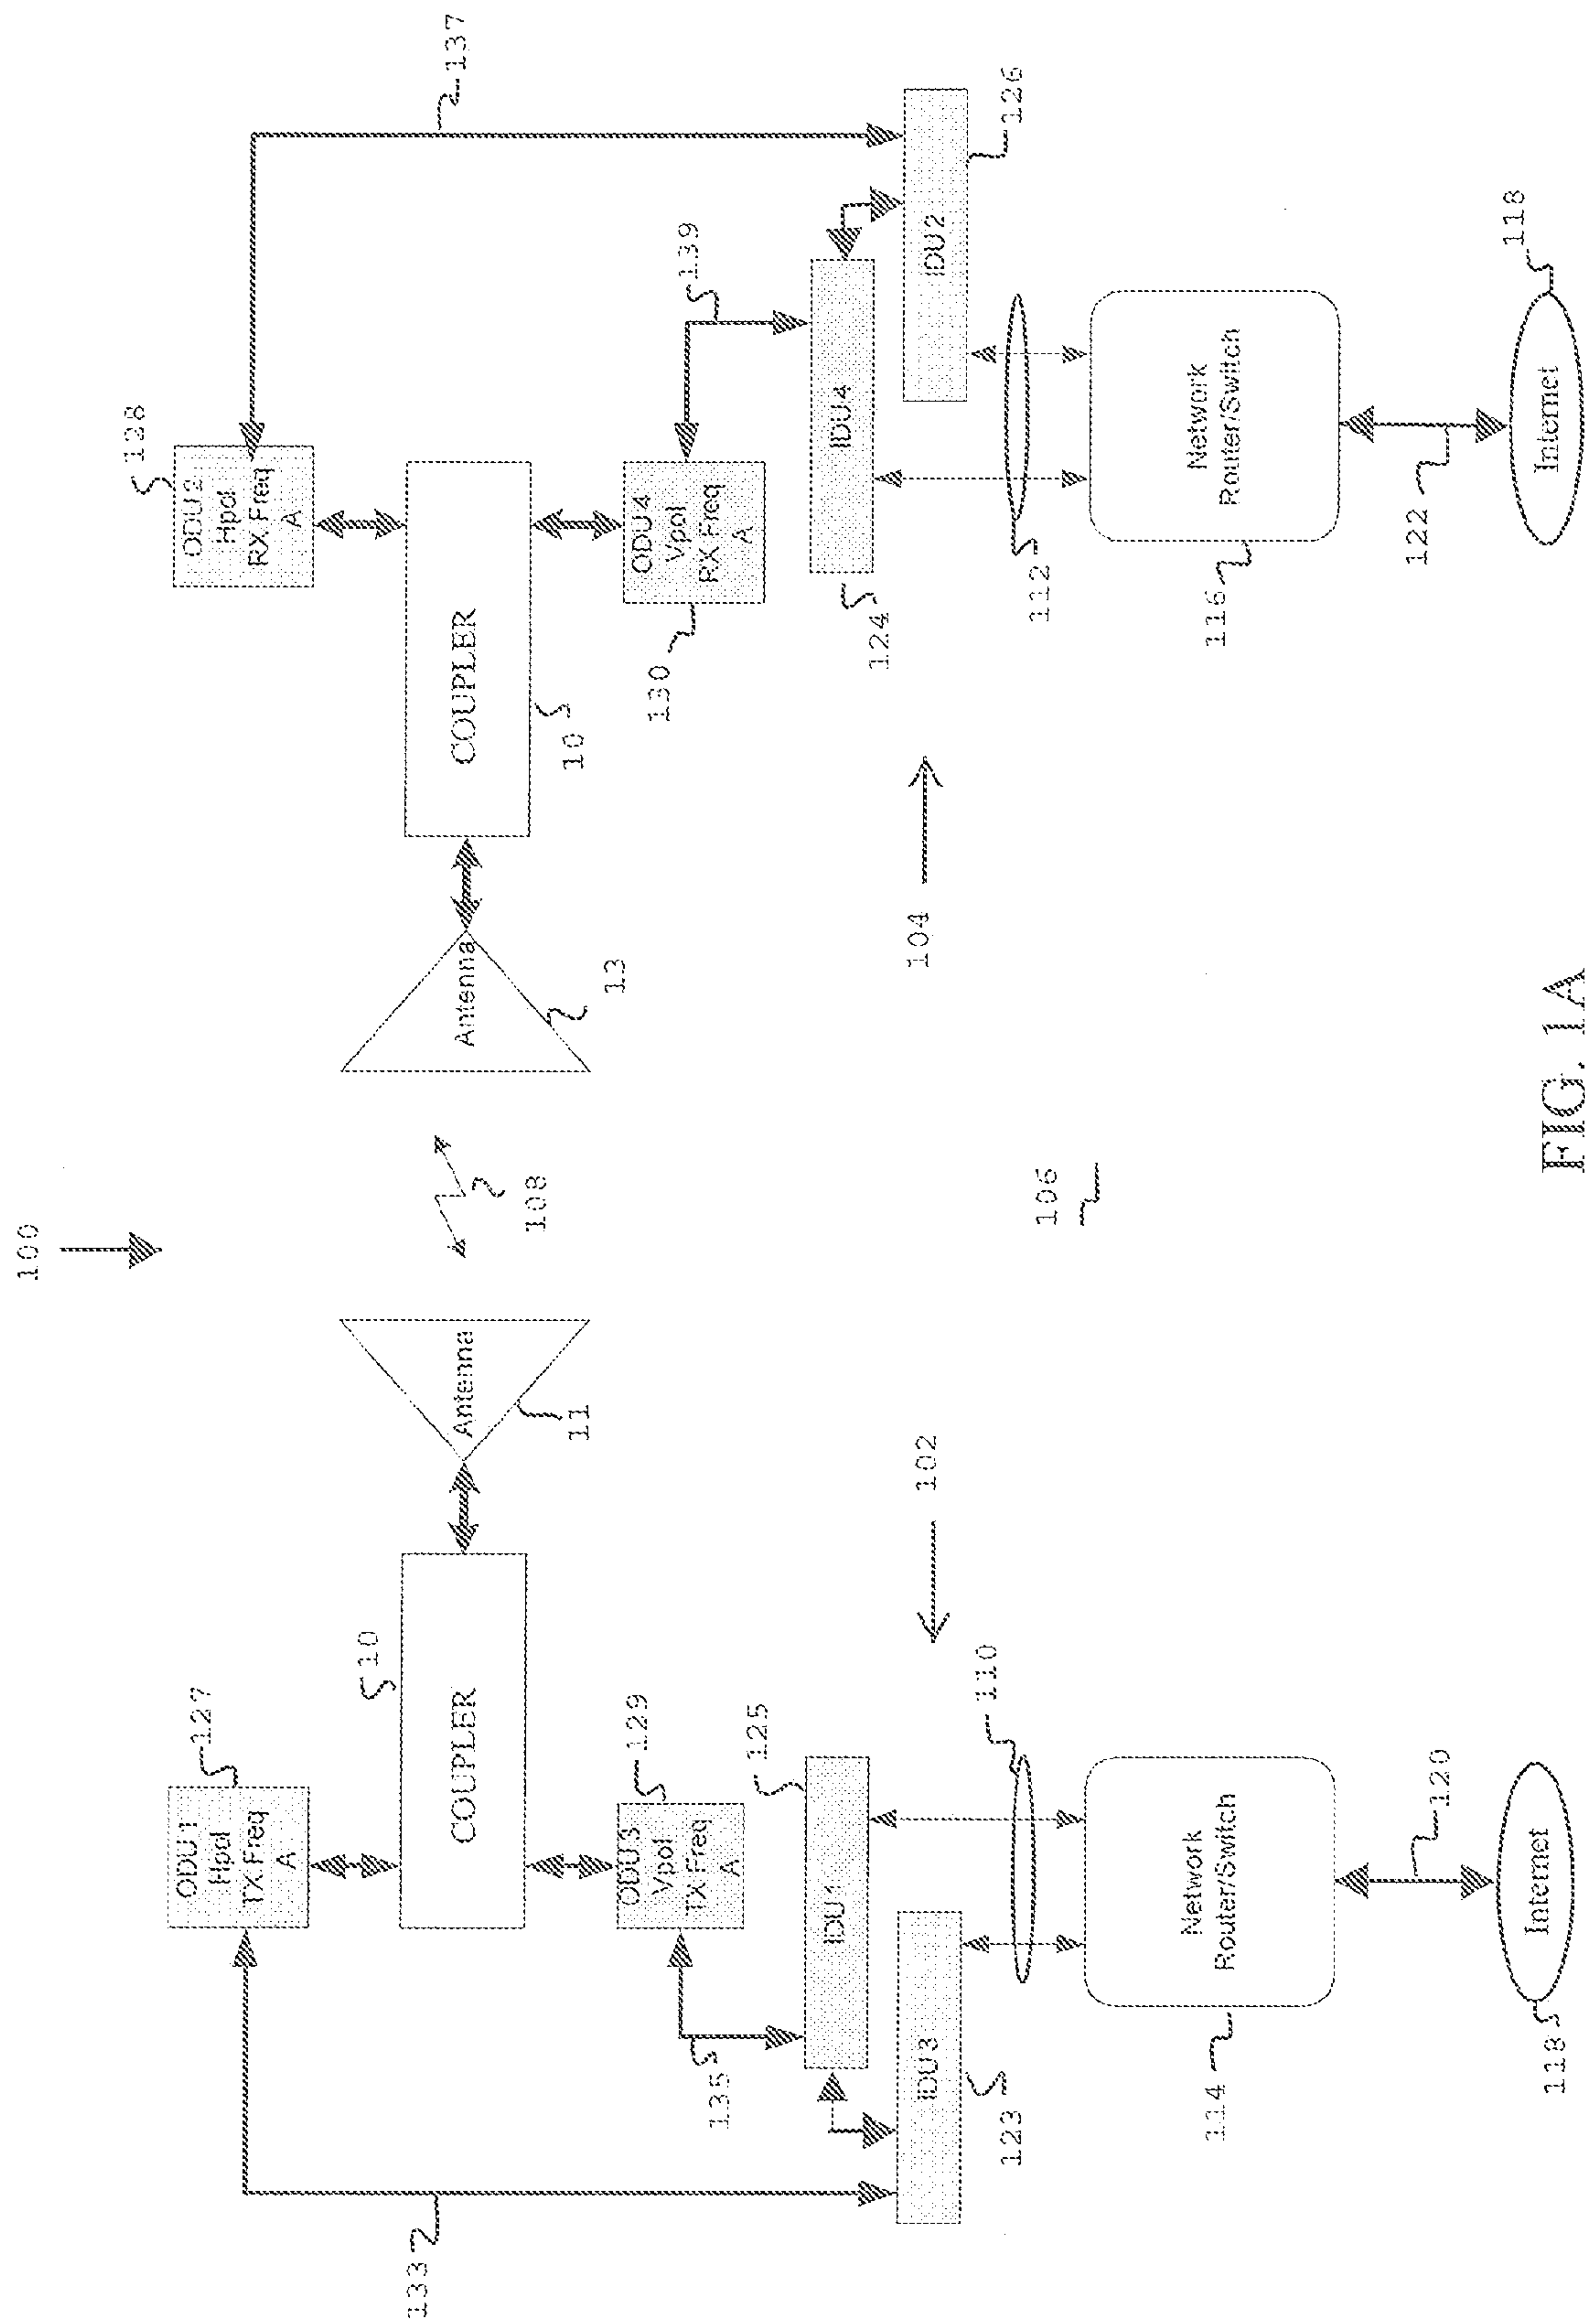 100
127
ODU1
Hpol
TX Freq
A
10
COUPLER
Antenna
11
108
Antenna
13
COUPLER
10
128
ODU2
Hpol
RX Freq
A
137
133
129
ODU3
Vpol
TX Freq
A
135
125
IDU1
IDU3
123
102
110
106
104
ODU4
Vpol
RX Freq
A
130
139
IDU4
124
IDU2
126
112
Network
Router/Switch
114
120
Internet
118
Network
Router/Switch
116
122
Internet
118
FIG. 1A